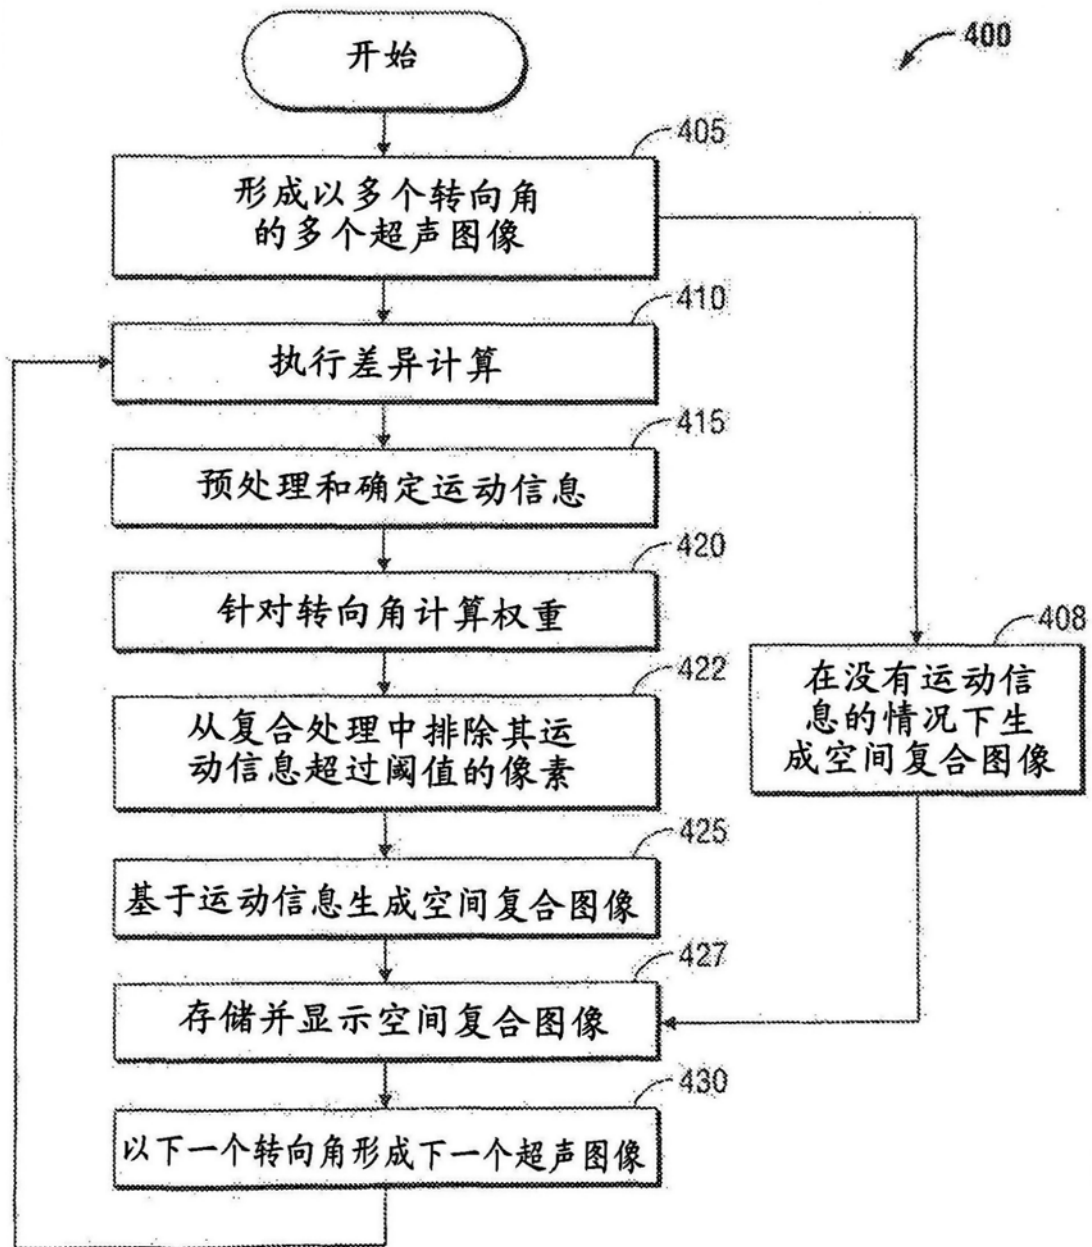 开始
400
405
形成以多个转向角
的多个超声图像
410
执行差异计算
415
预处理和确定运动信息
420
针对转向角计算权重
422
从复合处理中排除其运
动信息超过阈值的像素
408
在没有运动信
息的情况下生
成空间复合图像
425
基于运动信息生成空间复合图像
427
存储并显示空间复合图像
430
以下一个转向角形成下一个超声图像